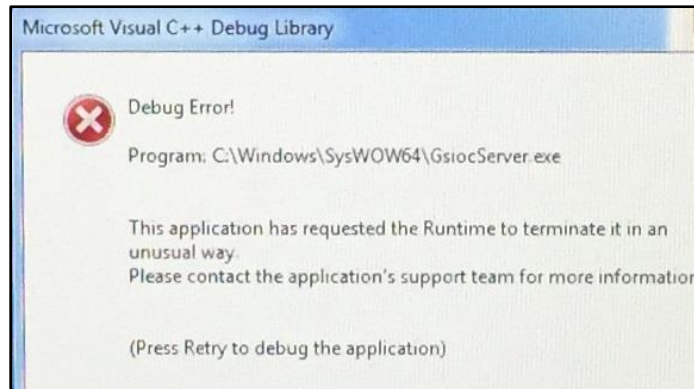 Microsoft Visual C++ Debug Library
Debug Error!
Program: C:\Windows\SysWOW64\GsiocServer.exe
This application has requested the Runtime to terminate it in an
unusual way.
Please contact the application's support team for more information
(Press Retry to debug the application)